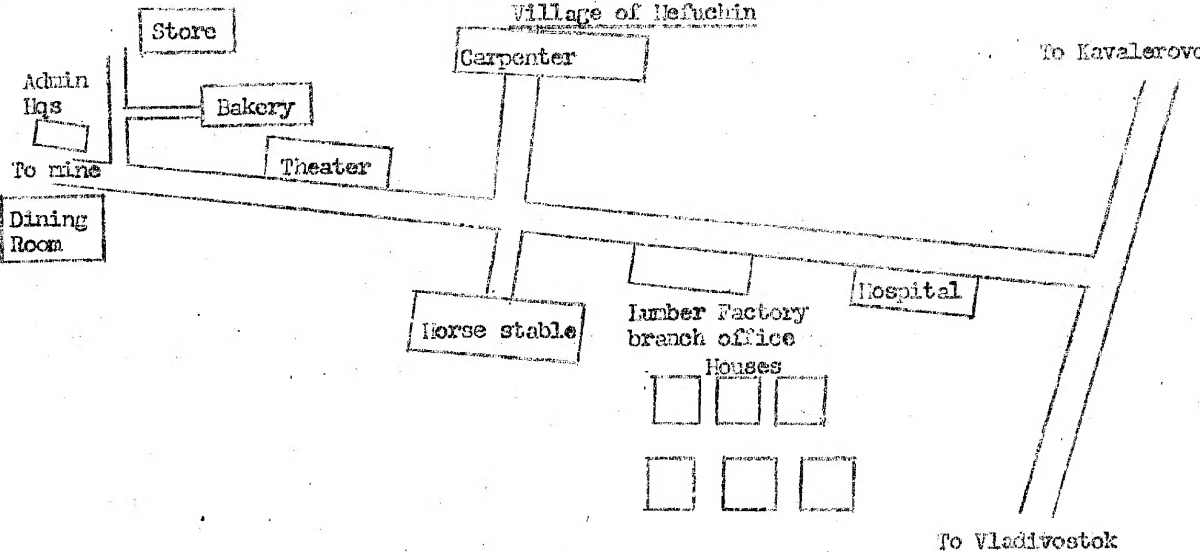 Village of Nefuchin
Store
Carpenter
To Kavalerovo
Admin
Hqs
Bakery
Theater
To mine
Dining
Room
Hospital
Horse stable
Lumber Factory
branch office
Houses
To Vladivostok